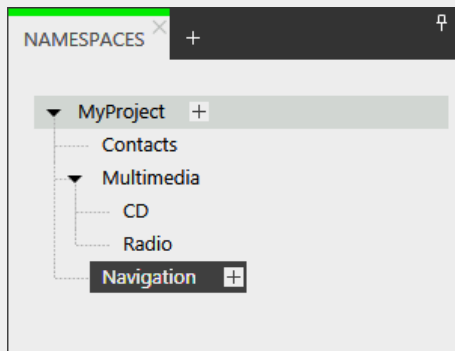 NAMESPACES
MyProject
Contacts
Multimedia
CD
Radio
Navigation